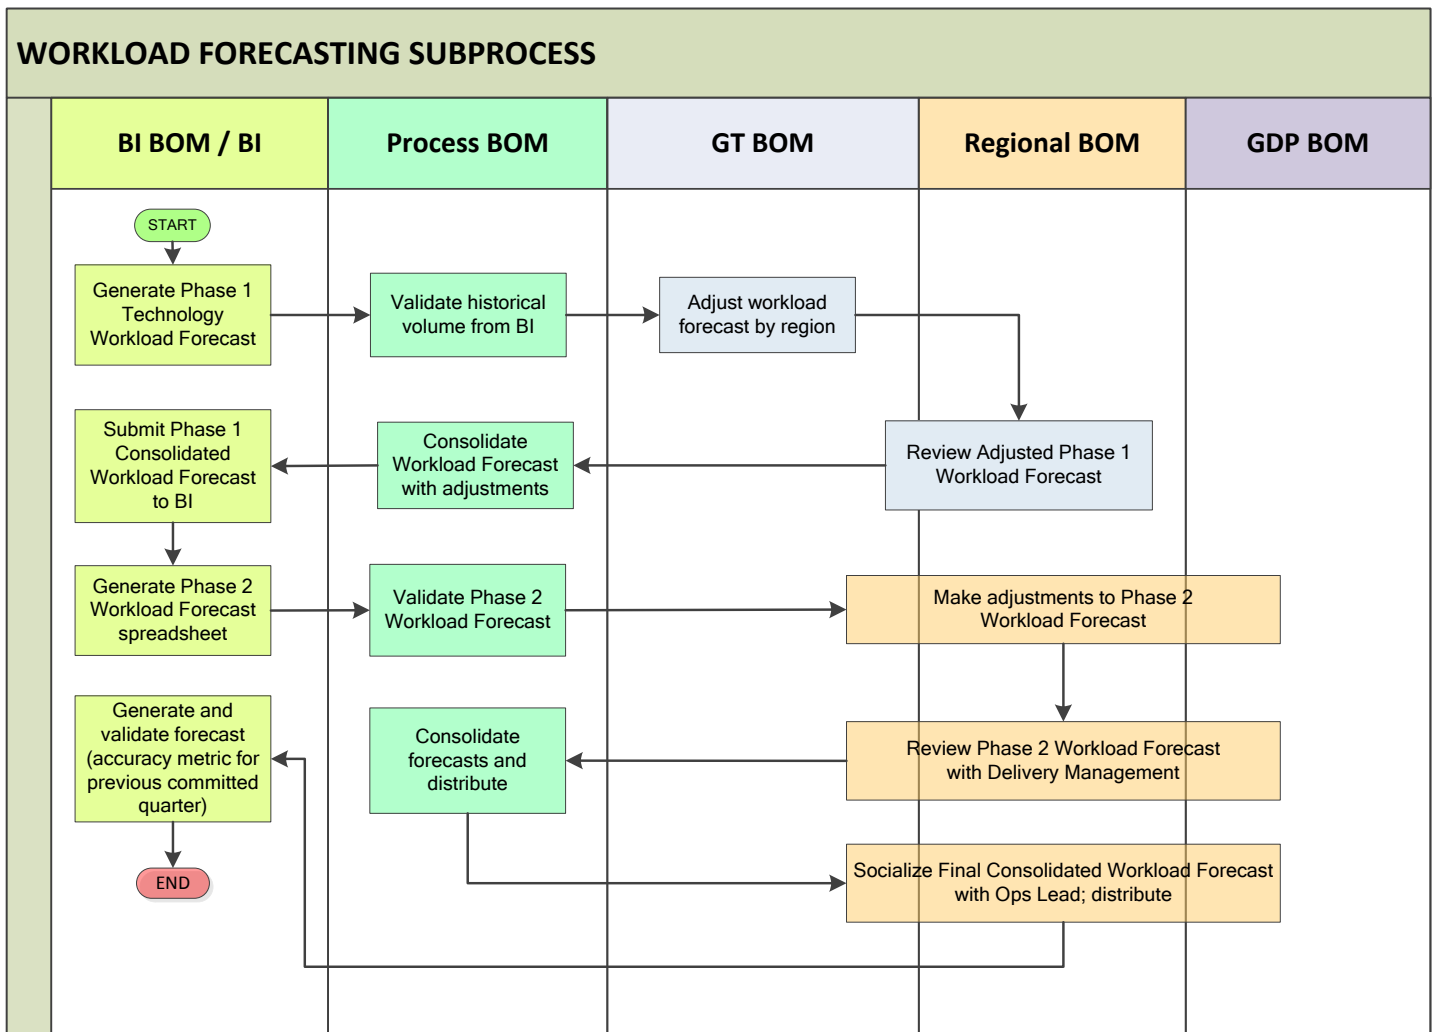 WORKLOAD FORECASTING SUBPROCESS
BI BOM / BI
Process BOM
GT BOM
Regional BOM
GDP BOM
START
Generate Phase 1
Technology
Workload Forecast
Validate historical
volume from BI
Adjust workload
forecast by region
Submit Phase 1
Consolidated
Workload Forecast
to BI
Consolidate
Workload Forecast
with adjustments
Review Adjusted Phase 1
Workload Forecast
Generate Phase 2
Workload Forecast
spreadsheet
Validate Phase 2
Workload Forecast
Make adjustments to Phase 2
Workload Forecast
Generate and
validate forecast
(accuracy metric for
previous committed
quarter)
Consolidate
forecasts and
distribute
Review Phase 2 Workload Forecast
with Delivery Management
END
Socialize Final Consolidated Workload Forecast
with Ops Lead; distribute